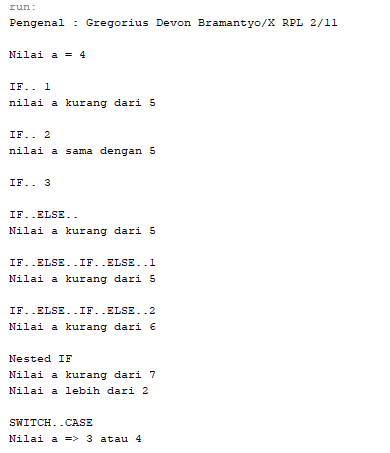 run:
Pengenal : Gregorius Devon Bramantyo/X RPL 2/11
Nilai a = 4
IF.. 1
nilai a kurang dari 5
IF.. 2
nilai a sama dengan 5
IF.. 3
IF..ELSE..
Nilai a kurang dari 5
IF..ELSE..IF..ELSE..1
Nilai a kurang dari 5
IF..ELSE..IF..ELSE..2
Nilai a kurang dari 6
Nested IF
Nilai a kurang dari 7
Nilai a lebih dari 2
SWITCH..CASE
Nilai a => 3 atau 4